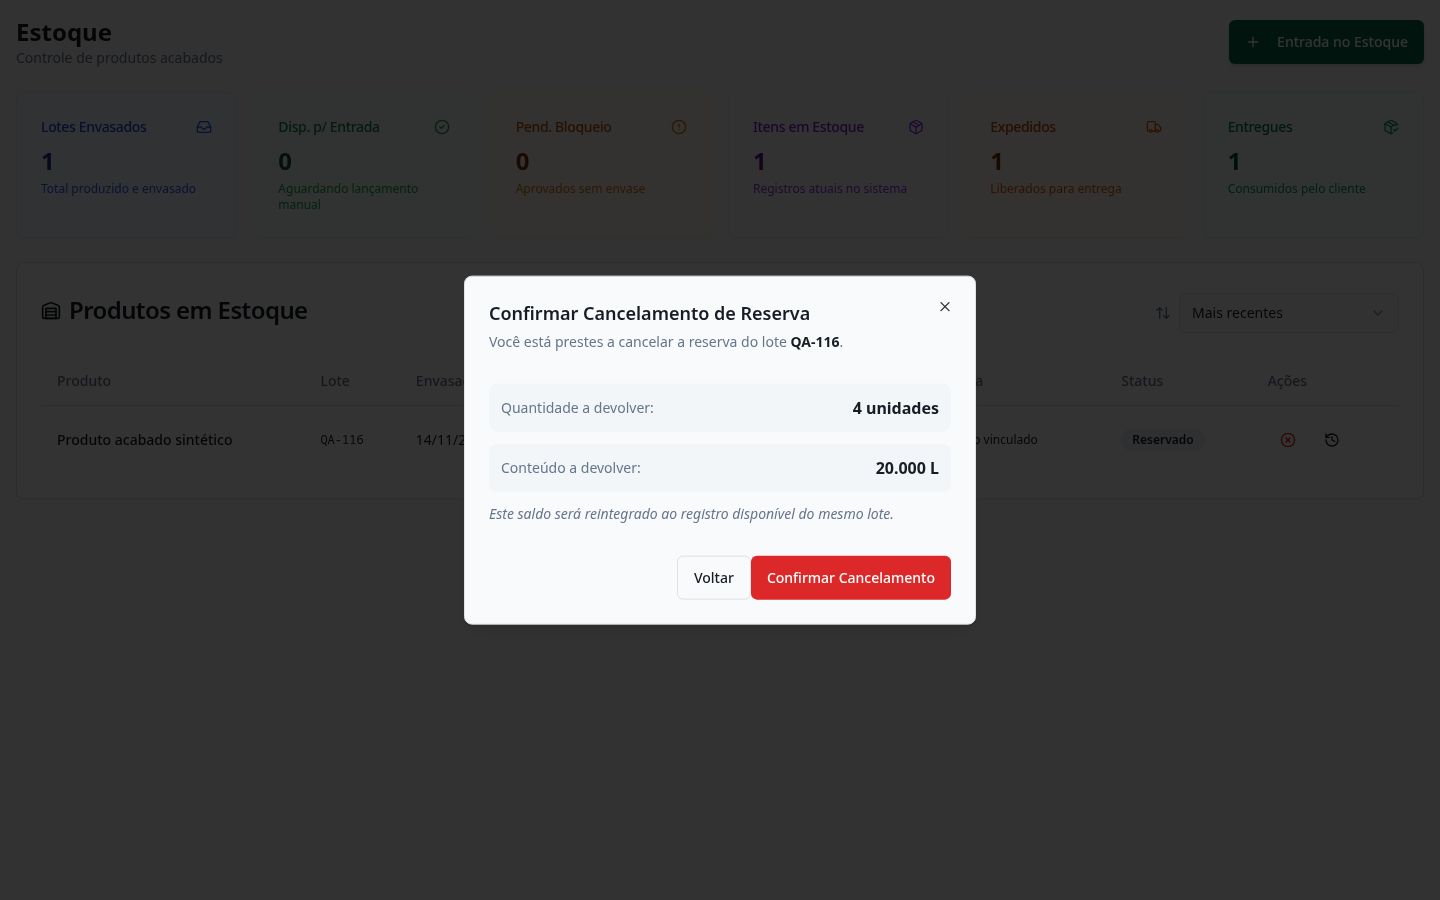 Estoque
Controle de produtos acabados
Entrada no Estoque
Lotes Envasados
1
Total produzido e envasado
Disp. p/ Entrada
0
Aguardando lançamento
manual
Pend. Bloqueio
0
Aprovados sem envase
Itens em Estoque
1
Registros atuais no sistema
Expedidos
1
Liberados para entrega
Entregues
1
Consumidos pelo cliente
Produtos em Estoque
Mais recentes
Produto Lote Status Ações
Produto acabado sintético QA-116 14/11/2 vinculado Reservado
Confirmar Cancelamento de Reserva
Você está prestes a cancelar a reserva do lote QA-116.
Quantidade a devolver: 4 unidades
Conteúdo a devolver: 20.000 L
Este saldo será reintegrado ao registro disponível do mesmo lote.
Voltar
Confirmar Cancelamento